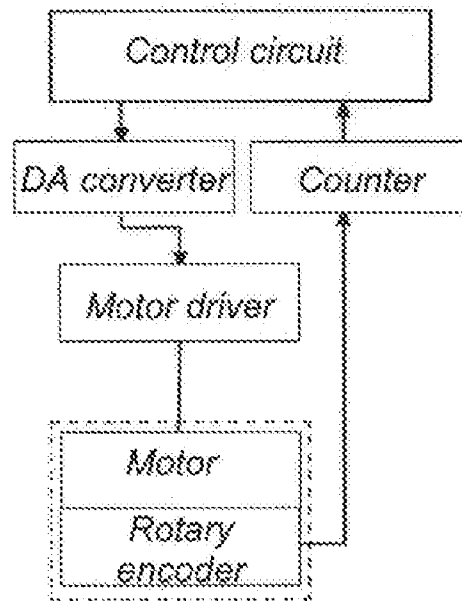 Control circuit
DA converter
Counter
Motor driver
Motor
Rotary
encoder